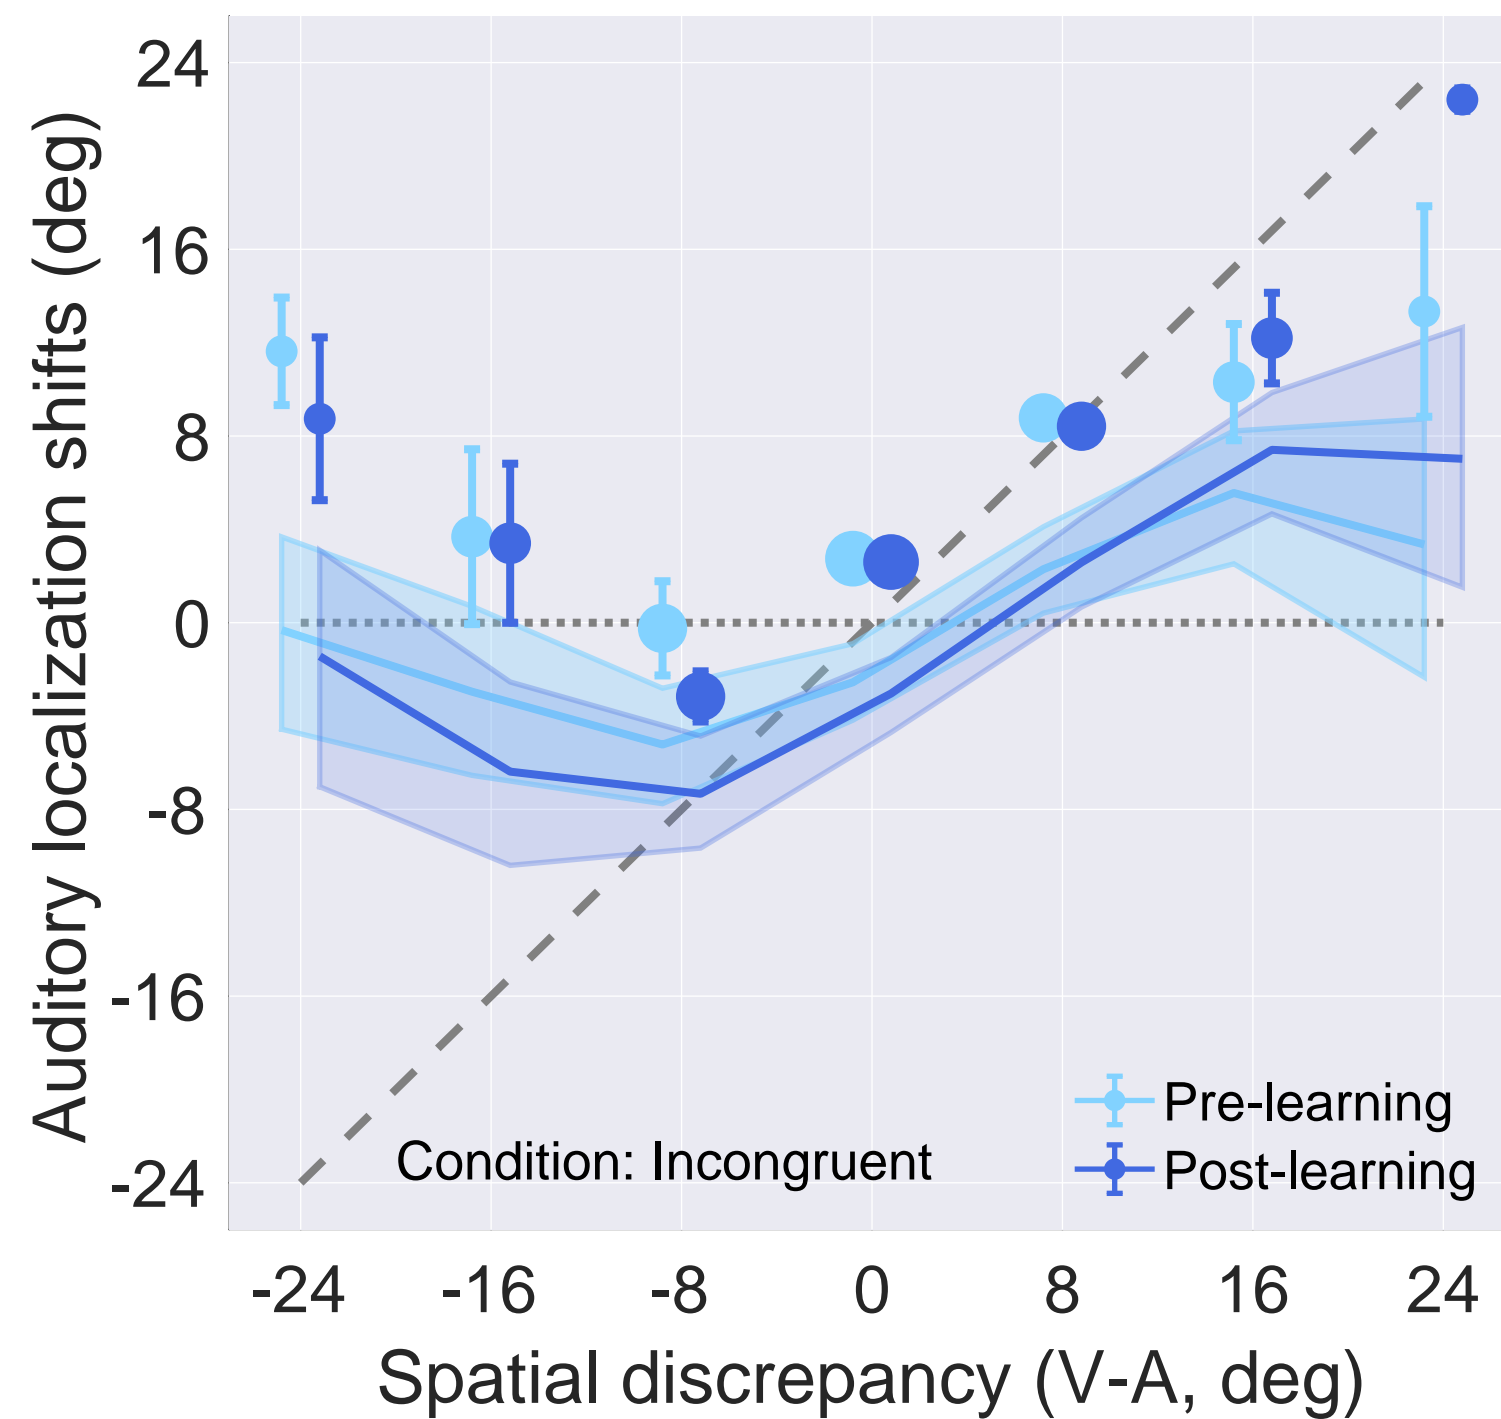 Auditory localization shifts (deg)
24
16
8
0
-8
-16
-24
Condition: Incongruent
Pre-learning
Post-learning
-24 -16 -8 0 8 16 24
Spatial discrepancy (V-A, deg)